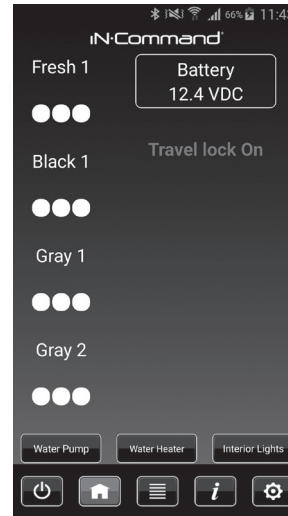 66% 11:43
iN·Command
Fresh 1
Battery
12.4 VDC
Travel lock On
Black 1
Gray 1
Gray 2
Water Pump
Water Heater
Interior Lights
i